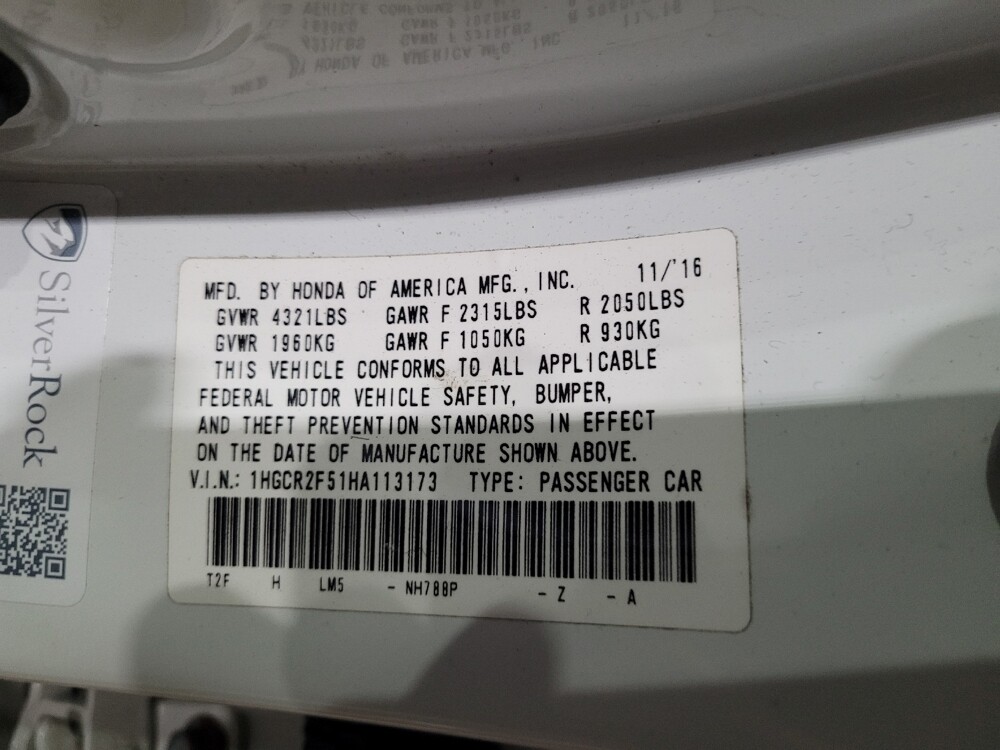 MFD. BY HONDA OF AMERICA MFG., INC. 11/'16
GVWR 4321LBS GAWR F 2315LBS R 2050LBS
GVWR 1960KG GAWR F 1050KG R 930KG
THIS VEHICLE CONFORMS TO ALL APPLICABLE
FEDERAL MOTOR VEHICLE SAFETY, BUMPER,
AND THEFT PREVENTION STANDARDS IN EFFECT
ON THE DATE OF MANUFACTURE SHOWN ABOVE.
V.I.N.: 1HGCR2F51HA113173 TYPE: PASSENGER CAR
T2F H LM5 - NH788P - Z - A
SilverRock